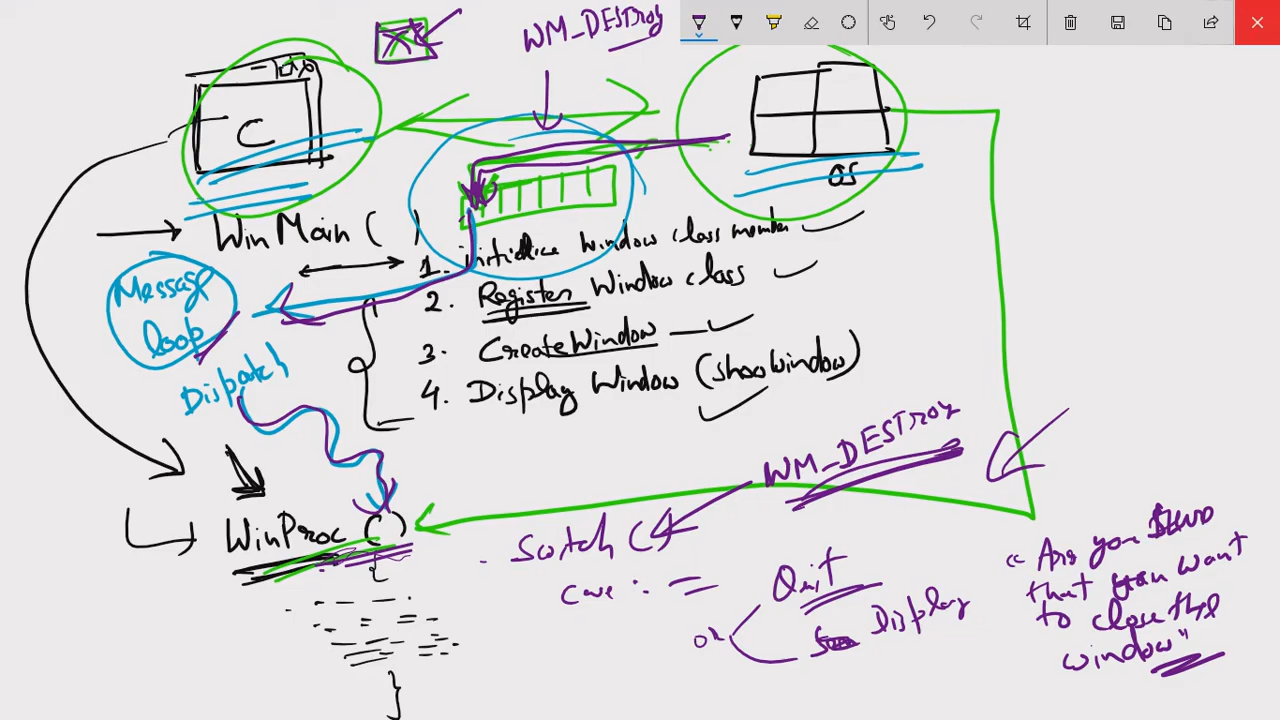 WM_DESTROY
C
OS
WinMain ( )
1. initialize window class member
2. Register Window class
3. CreateWindow
4. Display Window (showWindow)
Message
loop
Dispatch
WM_DESTROY
WinProc ( )
{
}
Switch ( )
case : =
Quit
or
Display
“ Are you
that you want
to close the
window”